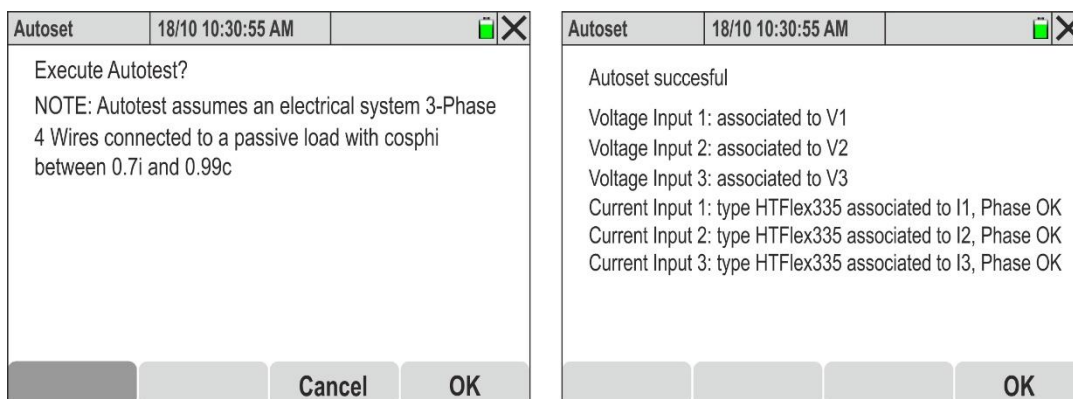 Autoset 18/10 10:30:55 AM
Execute Autotest?
NOTE: Autotest assumes an electrical system 3-Phase
4 Wires connected to a passive load with cosphi
between 0.7i and 0.99c
Cancel OK
Autoset 18/10 10:30:55 AM
Autoset succesful
Voltage Input 1: associated to V1
Voltage Input 2: associated to V2
Voltage Input 3: associated to V3
Current Input 1: type HTFlex335 associated to I1, Phase OK
Current Input 2: type HTFlex335 associated to I2, Phase OK
Current Input 3: type HTFlex335 associated to I3, Phase OK
OK